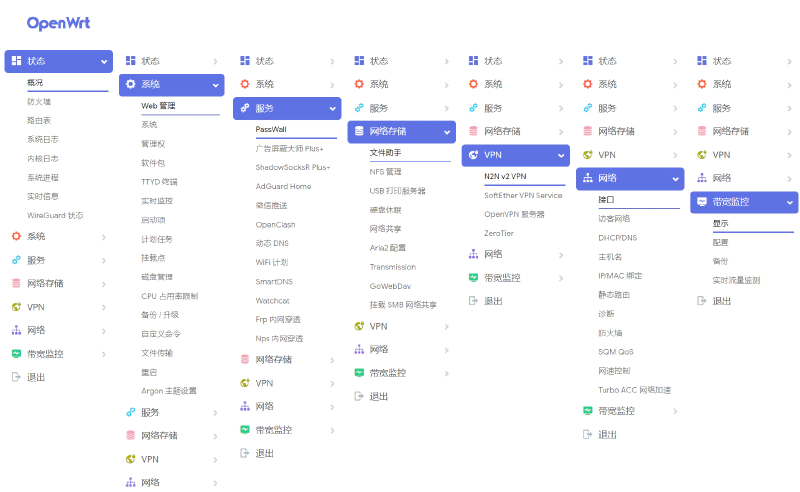 OpenWrt
状态
概况
防火墙
路由表
系统日志
内核日志
系统进程
实时信息
WireGuard 状态
系统
服务
网络存储
VPN
网络
带宽监控
退出
状态
系统
Web 管理
系统
管理权
软件包
TTYD 终端
实时监控
启动项
计划任务
挂载点
磁盘管理
CPU 占用率限制
备份 / 升级
自定义命令
文件传输
重启
Argon 主题设置
服务
网络存储
VPN
网络
状态
系统
服务
PassWall
广告屏蔽大师 Plus+
ShadowSocksR Plus+
AdGuard Home
微信推送
OpenClash
动态 DNS
WiFi 计划
SmartDNS
Watchcat
Frp 内网穿透
Nps 内网穿透
网络存储
VPN
网络
带宽监控
退出
状态
系统
服务
网络存储
文件助手
NFS 管理
USB 打印服务器
硬盘休眠
网络共享
Aria2 配置
Transmission
GoWebDav
挂载 SMB 网络共享
VPN
网络
带宽监控
退出
状态
系统
服务
网络存储
VPN
N2N v2 VPN
SoftEther VPN Service
OpenVPN 服务器
ZeroTier
网络
带宽监控
退出
状态
系统
服务
网络存储
VPN
网络
接口
访客网络
DHCP/DNS
主机名
IP/MAC 绑定
静态路由
诊断
防火墙
SQM QoS
网速控制
Turbo ACC 网络加速
带宽监控
退出
状态
系统
服务
网络存储
VPN
网络
带宽监控
显示
配置
备份
实时流量监测
退出